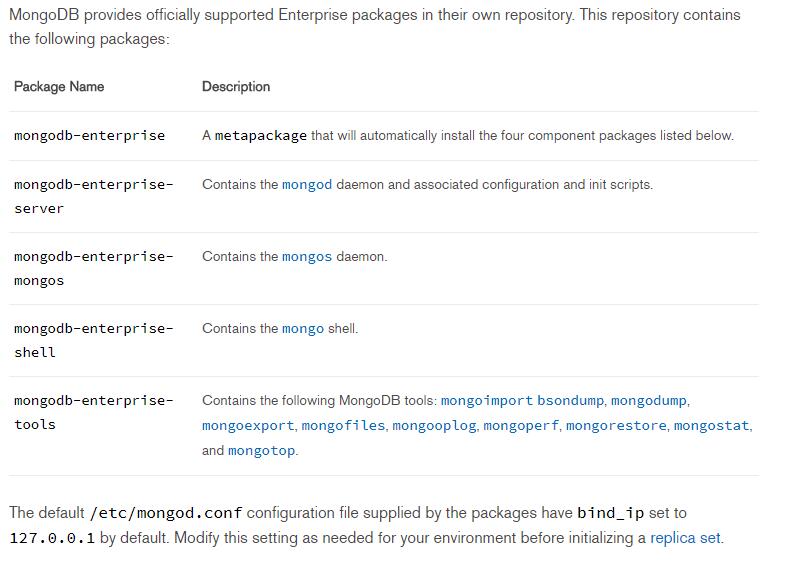 MongoDB provides officially supported Enterprise packages in their own repository. This repository contains
the following packages:
Package Name Description
mongodb-enterprise A metapackage that will automatically install the four component packages listed below.
mongodb-enterprise- Contains the mongod daemon and associated configuration and init scripts.
server
mongodb-enterprise- Contains the mongos daemon.
mongos
mongodb-enterprise- Contains the mongo shell.
shell
mongodb-enterprise- Contains the following MongoDB tools: mongoimport bsondump, mongodump,
tools mongoexport, mongofiles, mongooplog, mongoperf, mongorestore, mongostat,
and mongotop.
The default /etc/mongod.conf configuration file supplied by the packages have bind_ip set to
127.0.0.1 by default. Modify this setting as needed for your environment before initializing a replica set.